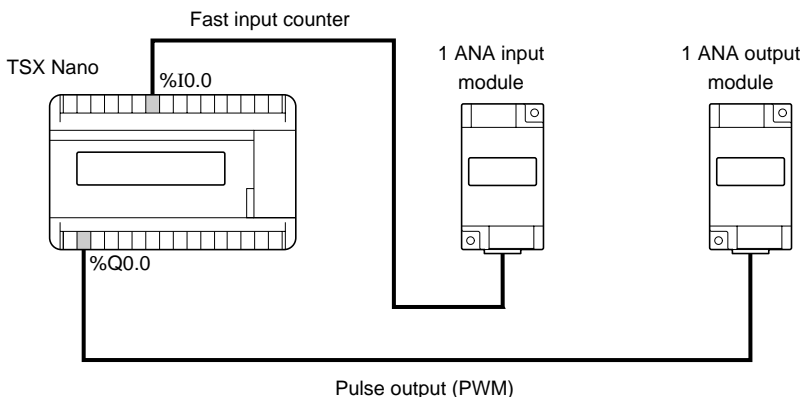 Fast input counter
TSX Nano
%I0.0
1 ANA input
module
1 ANA output
module
%Q0.0
Pulse output (PWM)